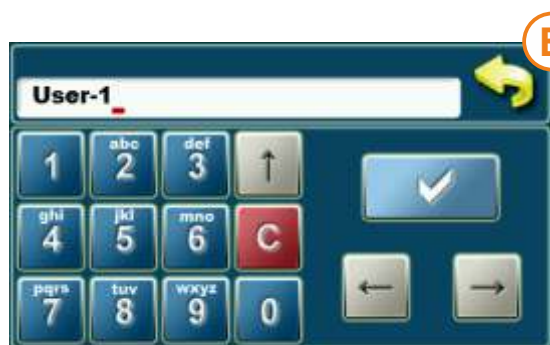 E
User-1_
abc def
1 2 3 ↑
ghi jkl mno
4 5 6 C
pqrs tuv wxyz
7 8 9 0
← →